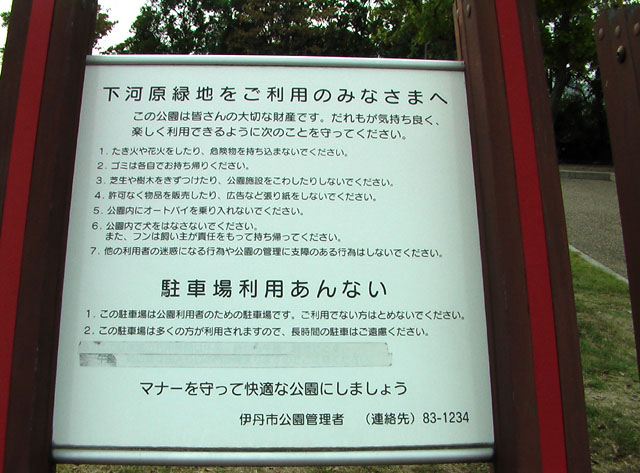 下河原緑地をご利用のみなさまへ
この公園は皆さんの大切な財産です。だれもが気持ち良く、
楽しく利用できるように次のことを守ってください。
1. たき火や花火をしたり、危険物を持ち込まないでください。
2. ゴミは各自でお持ち帰りください。
3. 芝生や樹木をきずつけたり、公園施設をこわしたりしないでください。
4. 許可なく物品を販売したり、広告など張り紙をしないでください。
5. 公園内にオートバイを乗り入れないでください。
6. 公園内で犬をはなさないでください。
また、フンは飼い主が責任をもって持ち帰ってください。
7. 他の利用者の迷惑になる行為や公園の管理に支障のある行為はしないでください。
駐車場利用あんない
1. この駐車場は公園利用者のための駐車場です。ご利用でない方はとめないでください。
2. この駐車場は多くの方が利用されますので、長時間の駐車はご遠慮ください。
マナーを守って快適な公園にしましょう
伊丹市公園管理者 (連絡先) 83-1234